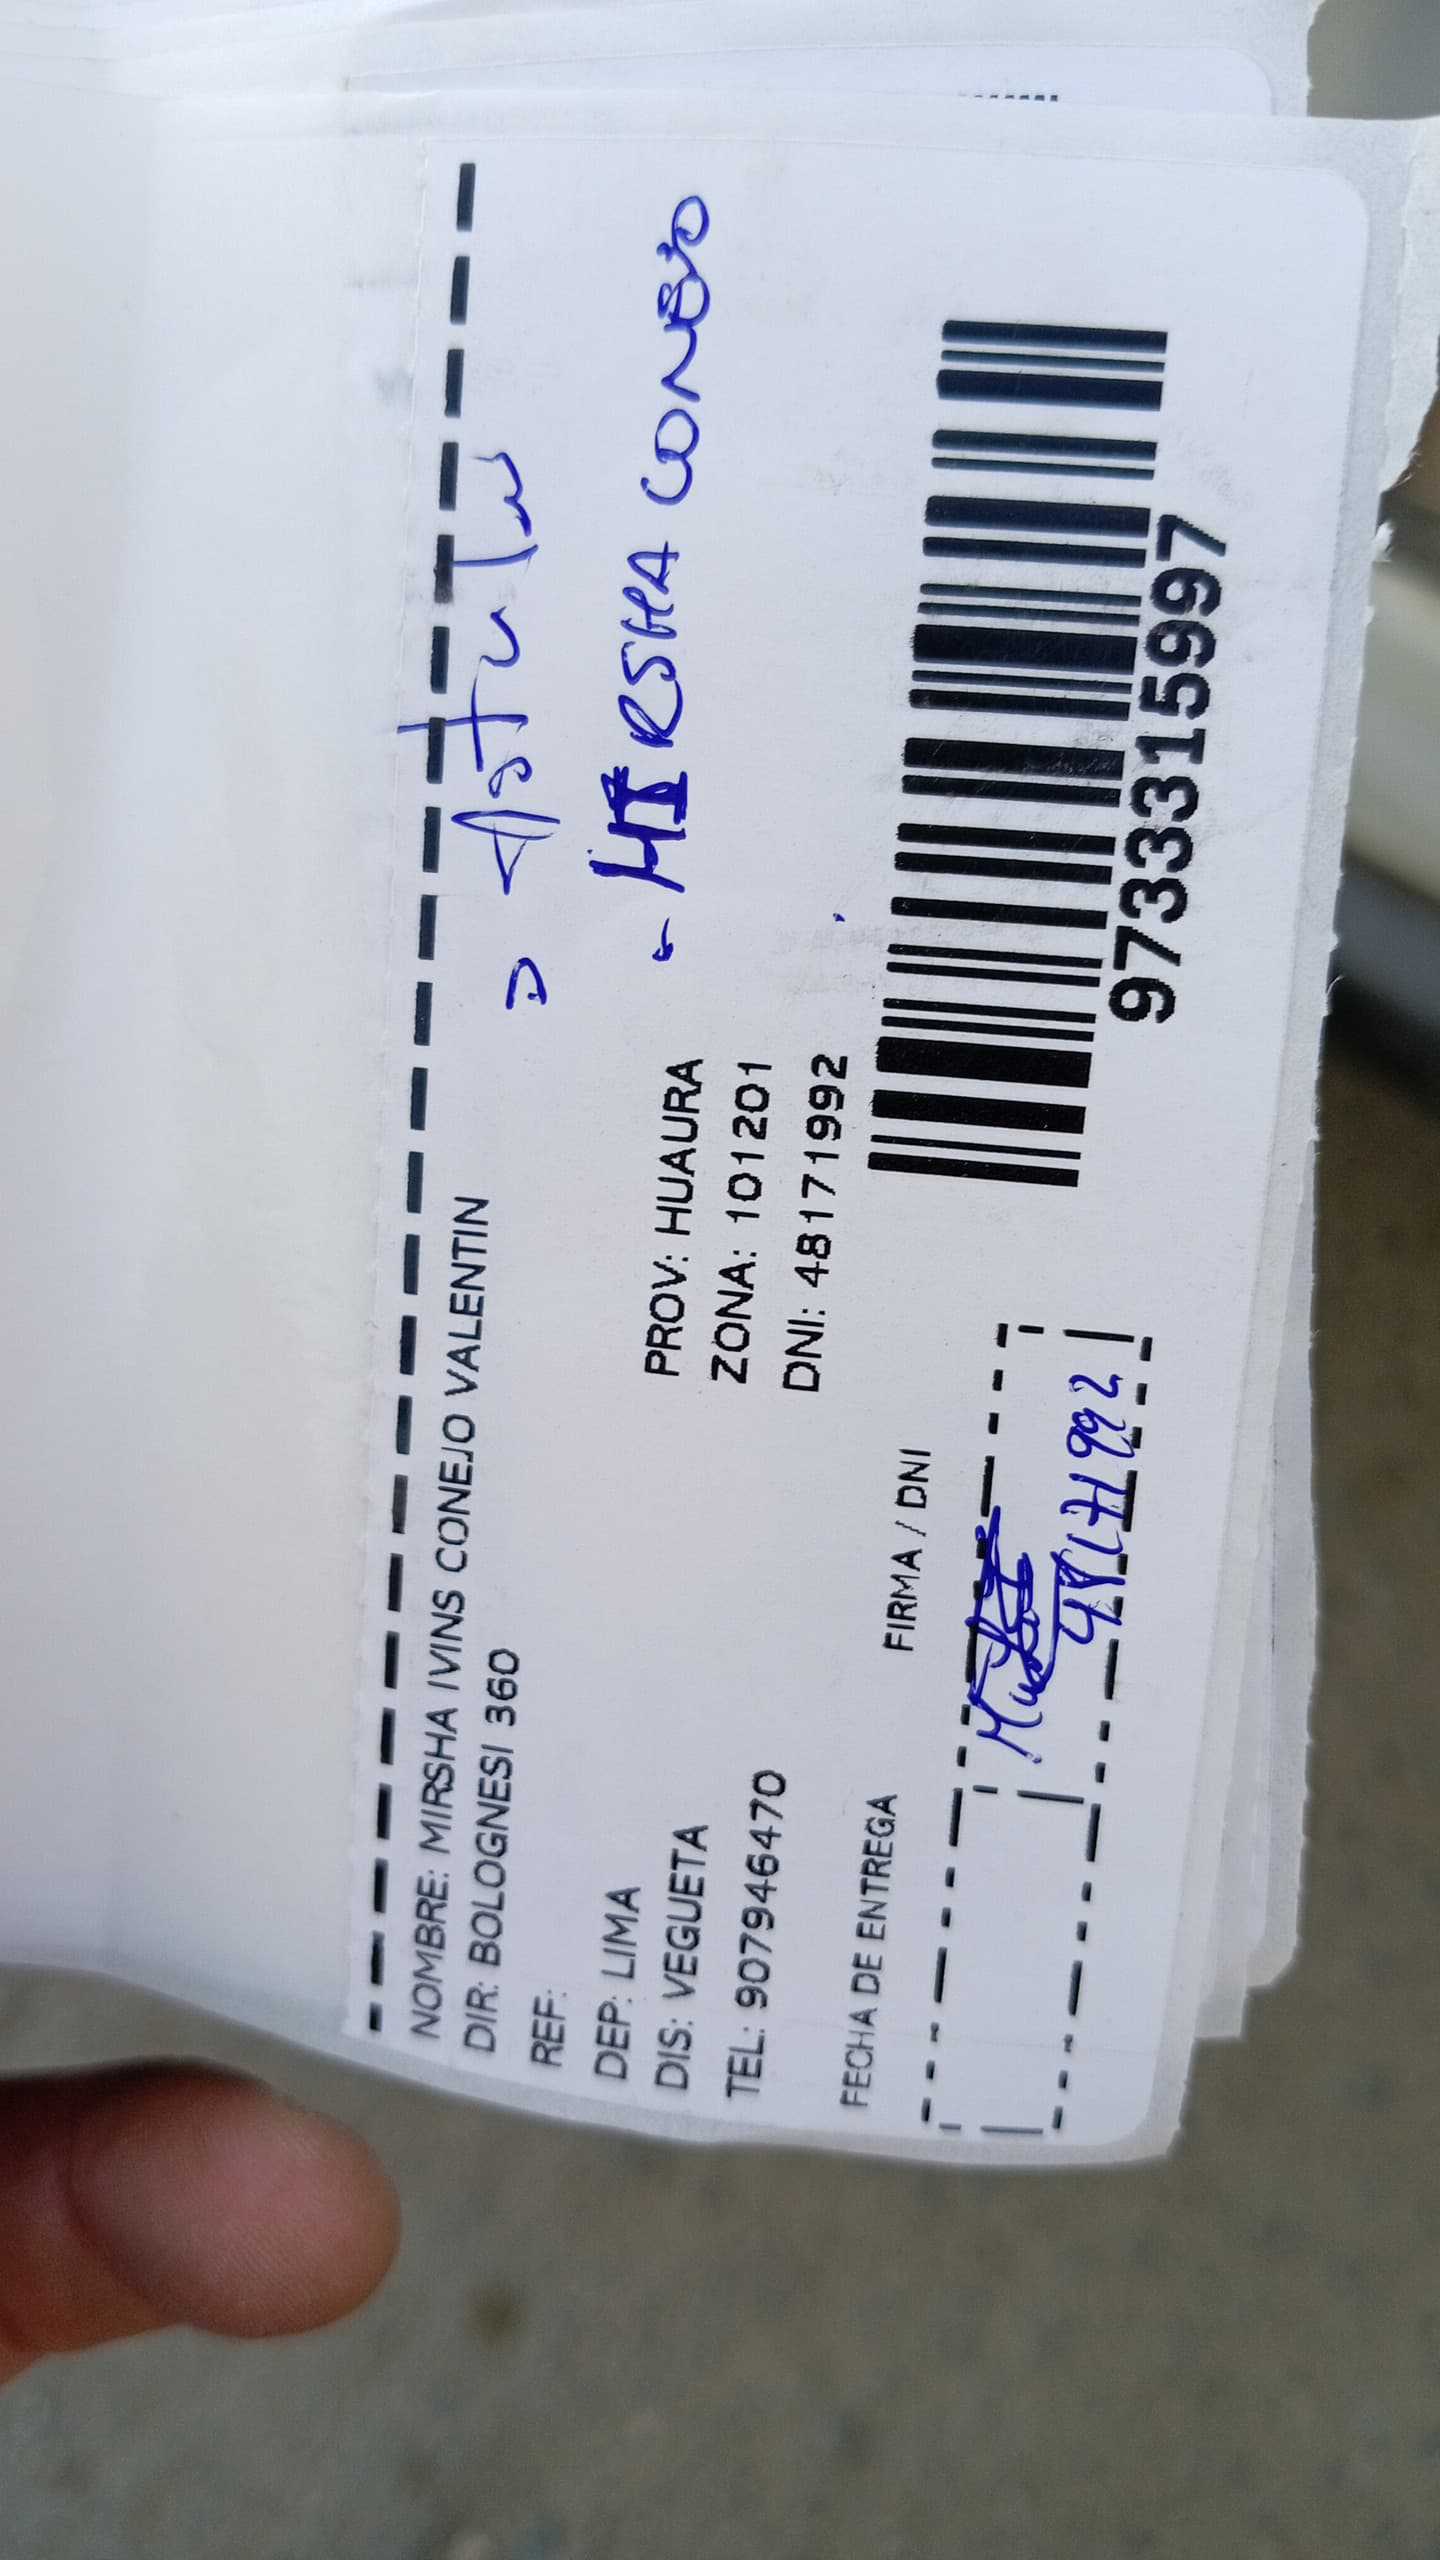 NOMBRE: MIRSHA IVINS CONEJO VALENTIN
DIR: BOLOGNESI 360
REF:
DEP: LIMA
DIS: VEGUETA
PROV: HUAURA
TEL: 907946470
ZONA: 101201
DNI: 48171992
MIRSHA CONEJO
FECHA DE ENTREGA
FIRMA / DNI
48171992
9733315997